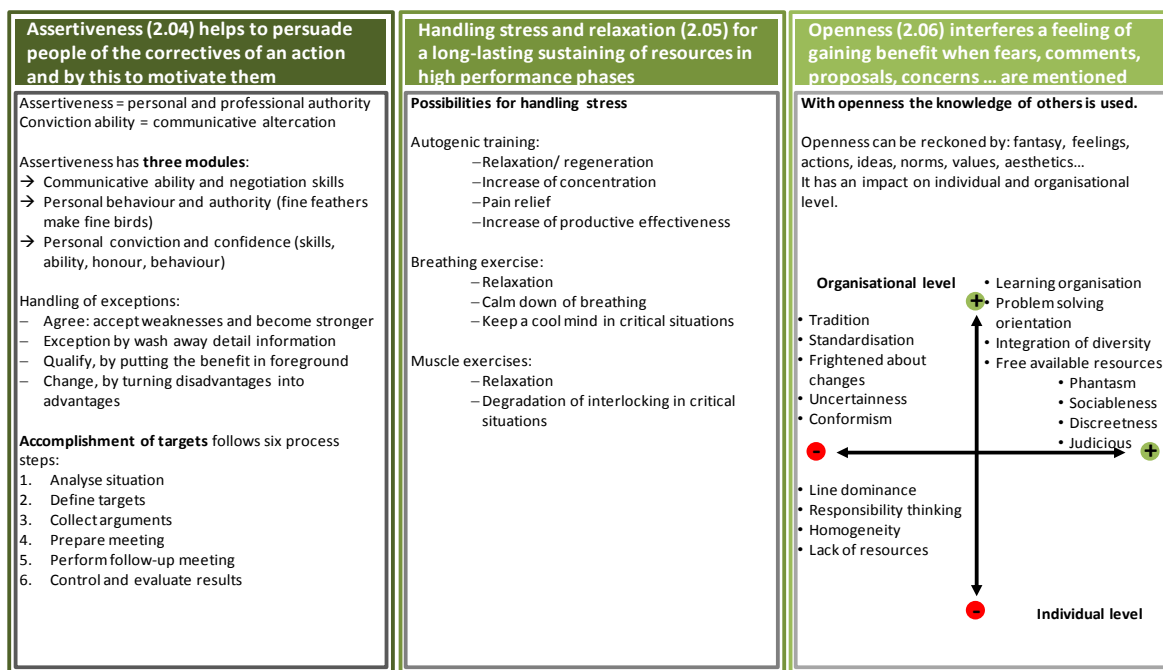 Assertiveness (2.04) helps to persuade
people of the correctives of an action
and by this to motivate them
Assertiveness = personal and professional authority
Conviction ability = communicative altercation
Assertiveness has three modules:
→ Communicative ability and negotiation skills
→ Personal behaviour and authority (fine feathers
make fine birds)
→ Personal conviction and confidence (skills,
ability, honour, behaviour)
Handling of exceptions:
– Agree: accept weaknesses and become stronger
– Exception by wash away detail information
– Qualify, by putting the benefit in foreground
– Change, by turning disadvantages into
advantages
Accomplishment of targets follows six process
steps:
1. Analyse situation
2. Define targets
3. Collect arguments
4. Prepare meeting
5. Perform follow-up meeting
6. Control and evaluate results
Handling stress and relaxation (2.05) for
a long-lasting sustaining of resources in
high performance phases
Possibilities for handling stress
Autogenic training:
– Relaxation/ regeneration
– Increase of concentration
– Pain relief
– Increase of productive effectiveness
Breathing exercise:
– Relaxation
– Calm down of breathing
– Keep a cool mind in critical situations
Muscle exercises:
– Relaxation
– Degradation of interlocking in critical
situations
Openness (2.06) interferes a feeling of
gaining benefit when fears, comments,
proposals, concerns ... are mentioned
With openness the knowledge of others is used.
Openness can be reckoned by: fantasy, feelings,
actions, ideas, norms, values, aesthetics...
It has an impact on individual and organisational
level.
Organisational level
+
• Tradition
• Standardisation
• Frightened about
changes
• Uncertainness
• Conformism
• Learning organisation
• Problem solving
orientation
• Integration of diversity
• Free available resources
• Phantasm
• Sociableness
• Discreetness
• Judicious
-
+
• Line dominance
• Responsibility thinking
• Homogeneity
• Lack of resources
-
Individual level